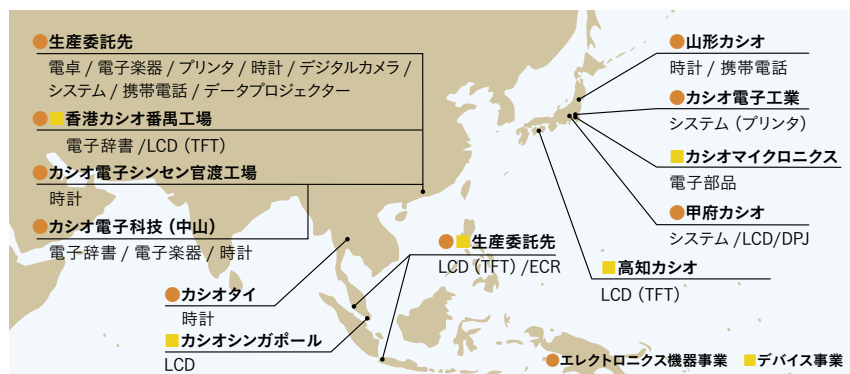 ●生産委託先
電卓 / 電子楽器 / プリンタ / 時計 / デジタルカメラ /
システム / 携帯電話 / データプロジェクター
●■香港カシオ番禺工場
電子辞書 /LCD (TFT)
●カシオ電子シンセン官渡工場
時計
●カシオ電子科技 (中山)
電子辞書 / 電子楽器 / 時計
●カシオタイ
時計
■カシオシンガポール
LCD
●■生産委託先
LCD (TFT) /ECR
●山形カシオ
時計 / 携帯電話
●カシオ電子工業
システム (プリンタ)
■カシオマイクロニクス
電子部品
●甲府カシオ
システム /LCD/DPJ
■高知カシオ
LCD (TFT)
●エレクトロニクス機器事業 ■デバイス事業